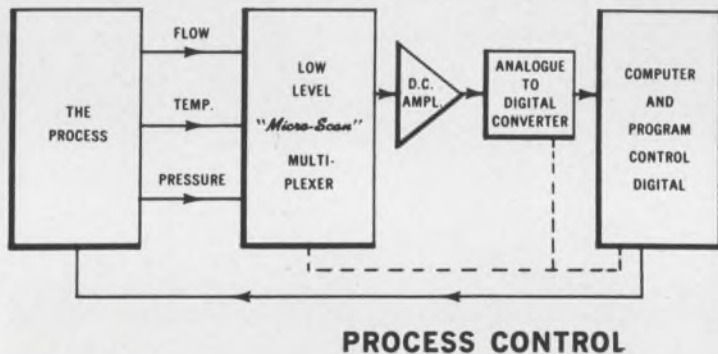 THE
PROCESS
FLOW
TEMP.
PRESSURE
LOW
LEVEL
"Micro-Scan"
MULTI-
PLEXER
D.C.
AMPL.
ANALOGUE
TO
DIGITAL
CONVERTER
COMPUTER
AND
PROGRAM
CONTROL
DIGITAL
PROCESS CONTROL